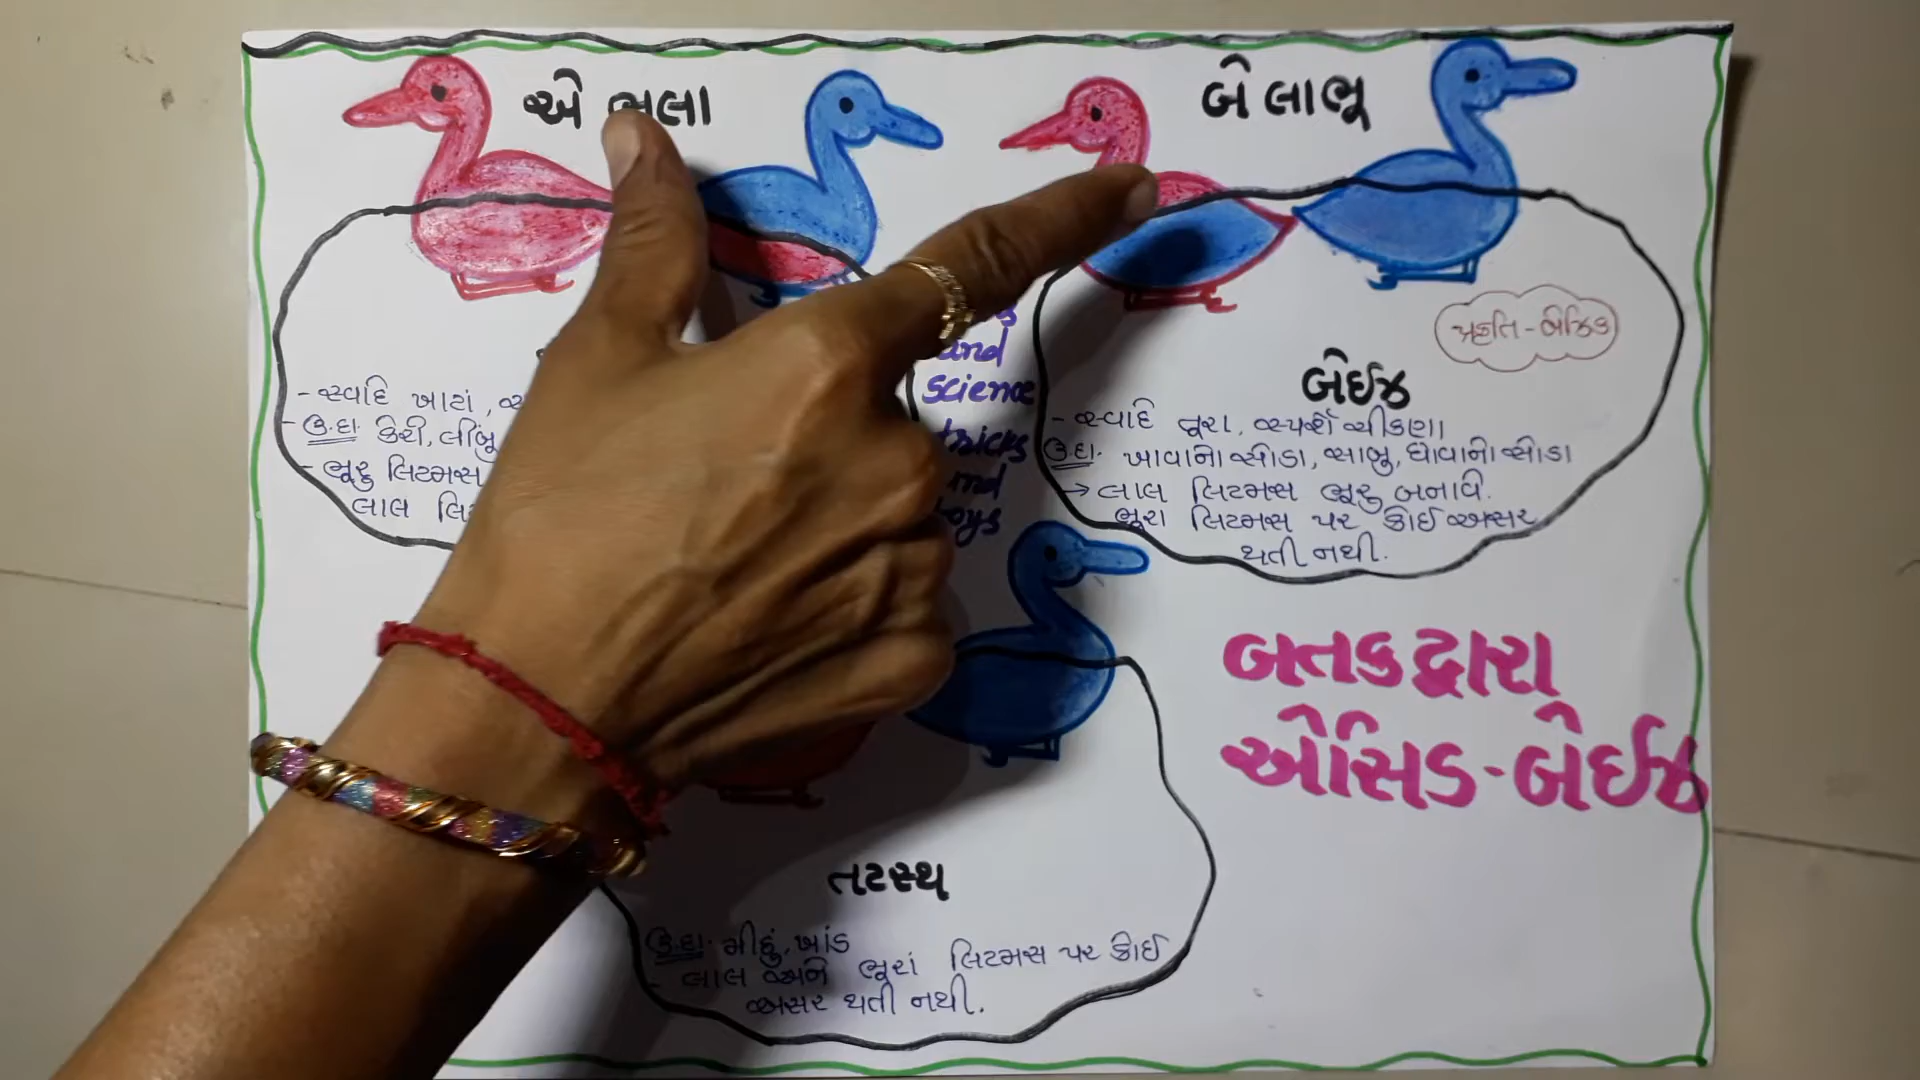 એ ભલા
બે લાભૂ
- સ્વાદે ખાટાં,
- ઉ.દા. કેરી, લીંબૂ
- ભૂરુ લિટમસ
લાલ
and
science
tricks
and
toys
પ્રકૃતિ - બેઝિક
બેઈઝ
- સ્વાદે તૂરા, સ્પર્શે ચીકણા
ઉ.દા. ખાવાનો સોડા, સાબુ, ધોવાનો સોડા
→ લાલ લિટમસ ભૂરુ બનાવે.
ભૂરા લિટમસ પર કોઈ અસર
થતી નથી.
બતક દ્વારા
એસિડ - બેઈઝ
તટસ્થ
ઉ.દા. મીઠું, ખાંડ
- લાલ અને ભૂરાં લિટમસ પર કોઈ
અસર થતી નથી.